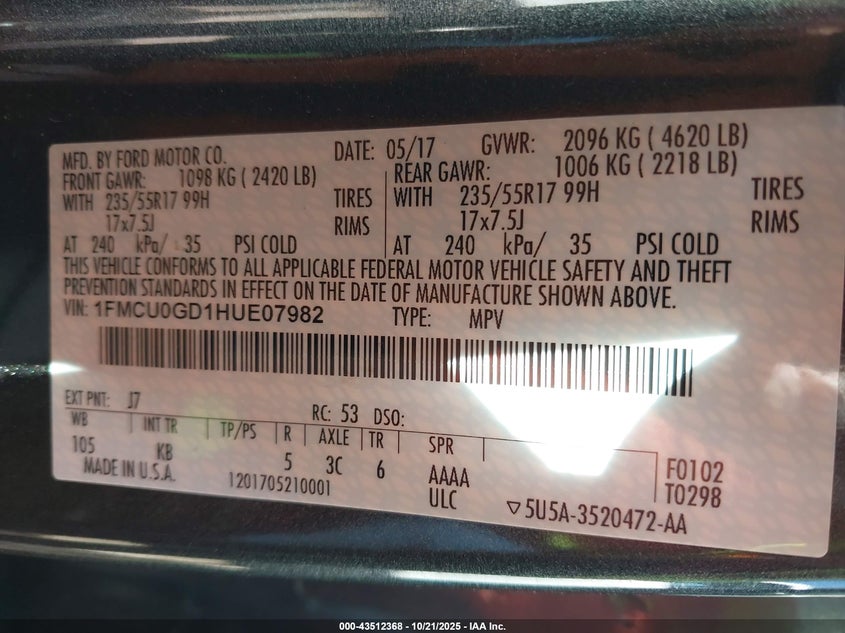 MFD. BY FORD MOTOR CO. DATE: 05/17 GVWR: 2096 KG ( 4620 LB)
FRONT GAWR: 1098 KG ( 2420 LB) REAR GAWR: 1006 KG ( 2218 LB)
WITH 235/55R17 99H TIRES WITH 235/55R17 99H TIRES
17x7.5J RIMS 17x7.5J RIMS
AT 240 kPa/ 35 PSI COLD AT 240 kPa/ 35 PSI COLD
THIS VEHICLE CONFORMS TO ALL APPLICABLE FEDERAL MOTOR VEHICLE SAFETY AND THEFT
PREVENTION STANDARDS IN EFFECT ON THE DATE OF MANUFACTURE SHOWN ABOVE.
VIN: 1FMCU0GD1HUE07982 TYPE: MPV
EXT PNT: J7 RC: 53 DSO:
WB INT TR TP/PS R AXLE TR SPR
105 KB 5 3C 6 AAAA F0102
MADE IN U.S.A. 1201705210001 ULC T0298
5U5A-3520472-AA
000-43512368 - 10/21/2025 - IAA Inc.